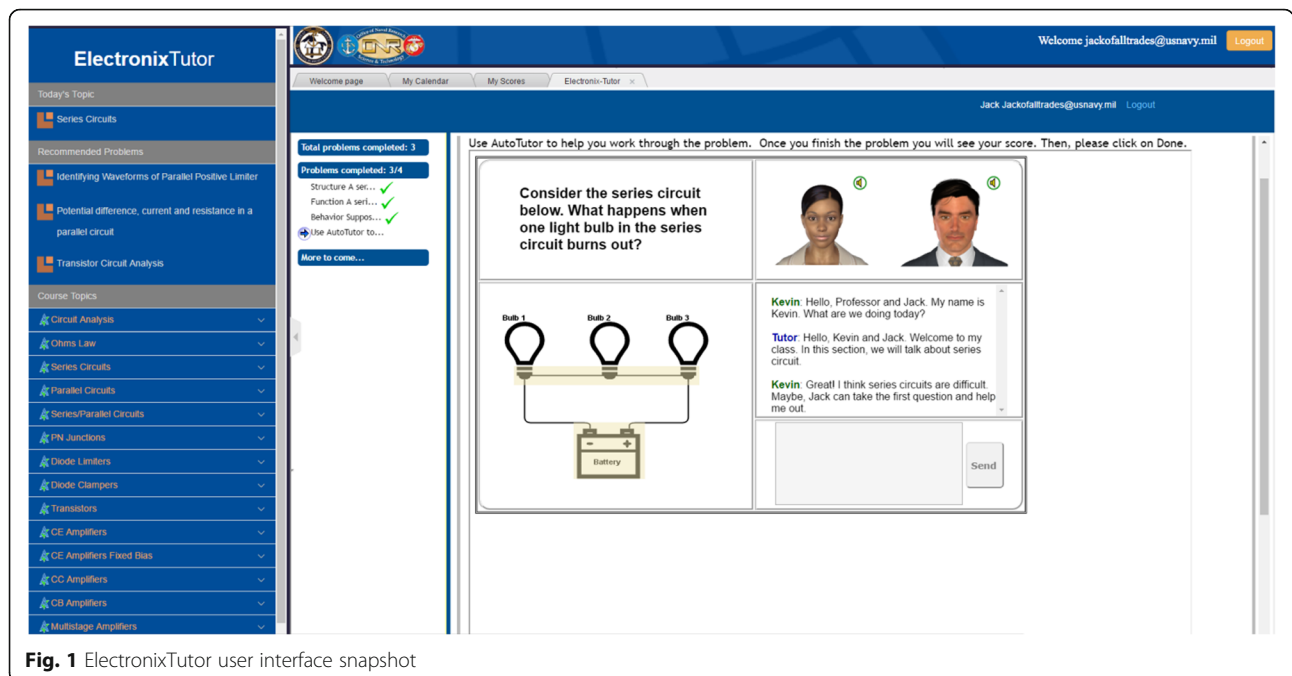 ElectronixTutor
Today's Topic
Series Circuits
Recommended Problems
Identifying Waveforms of Parallel Positive Limiter
Potential difference, current and resistance in a
parallel circuit
Transistor Circuit Analysis
Course Topics
Circuit Analysis
Ohms Law
Series Circuits
Parallel Circuits
Series/Parallel Circuits
PN Junctions
Diode Limiters
Diode Clampers
Transistors
CE Amplifiers
CE Amplifiers Fixed Bias
CC Amplifiers
CB Amplifiers
Multistage Amplifiers
ONR
Welcome jackofalltrades@usnavy.mil Logout
Welcome page My Calendar My Scores Electronix-Tutor ×
Jack Jackofalltrades@usnavy.mil Logout
Total problems completed: 3
Problems completed: 3/4
Structure A ser...
Function A seri...
Behavior Suppos...
Use AutoTutor to...
More to come...
Use AutoTutor to help you work through the problem. Once you finish the problem you will see your score. Then, please click on Done.
Consider the series circuit
below. What happens when
one light bulb in the series
circuit burns out?
Bulb 1 Bulb 2 Bulb 3
- +
Battery
Kevin: Hello, Professor and Jack. My name is
Kevin. What are we doing today?
Tutor: Hello, Kevin and Jack. Welcome to my
class. In this section, we will talk about series
circuit.
Kevin: Great! I think series circuits are difficult.
Maybe, Jack can take the first question and help
me out.
Send
Fig. 1 ElectronixTutor user interface snapshot